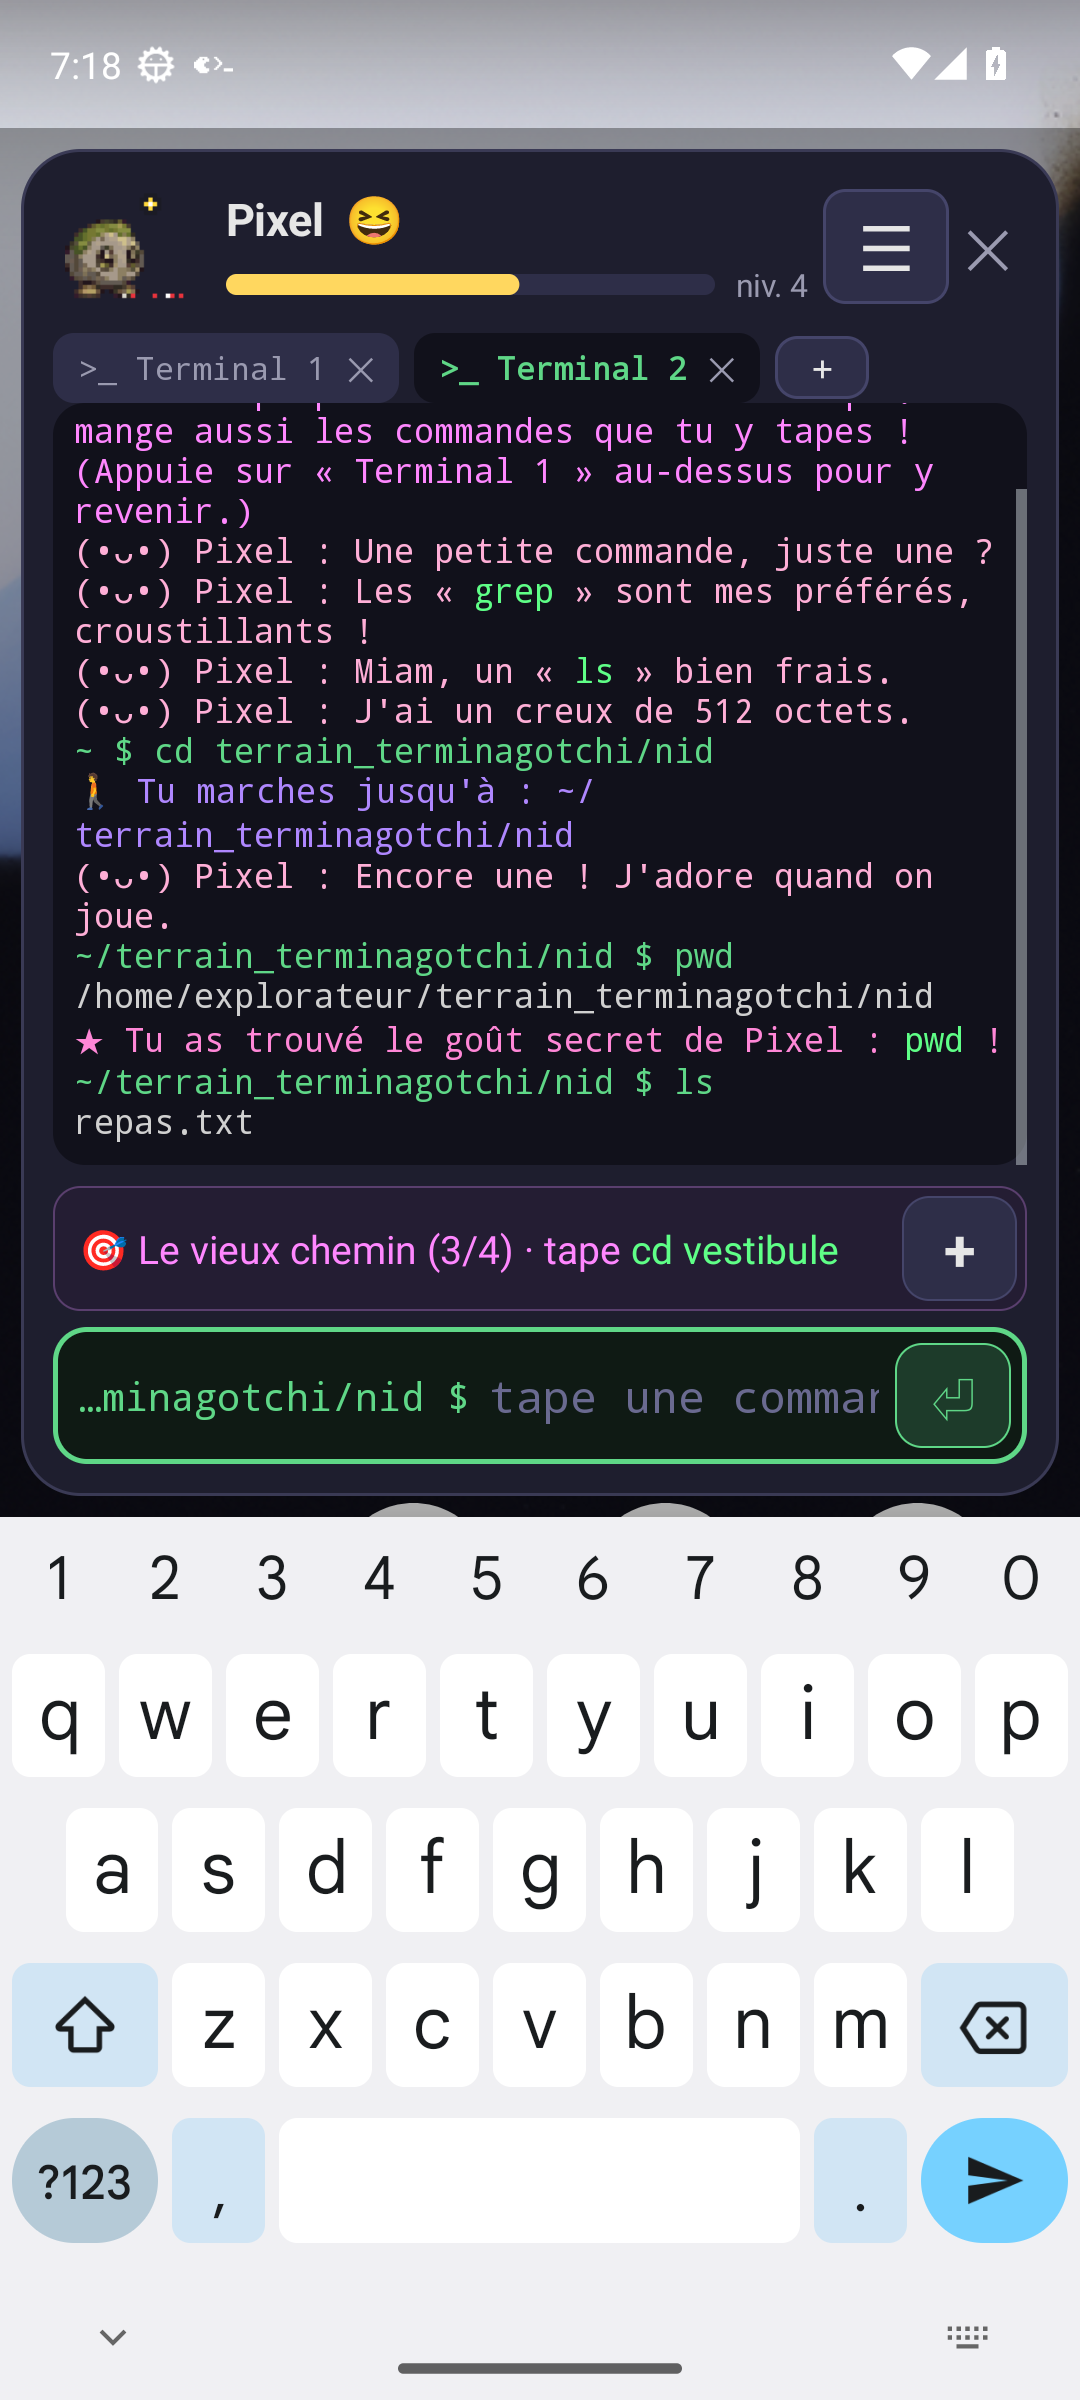 7:18
Pixel 😆
niv. 4
>_ Terminal 1
>_ Terminal 2
+
mange aussi les commandes que tu y tapes !
(Appuie sur « Terminal 1 » au-dessus pour y
revenir.)
(•ᴗ•) Pixel : Une petite commande, juste une ?
(•ᴗ•) Pixel : Les « grep » sont mes préférés,
croustillants !
(•ᴗ•) Pixel : Miam, un « ls » bien frais.
(•ᴗ•) Pixel : J'ai un creux de 512 octets.
~ $ cd terrain_terminagotchi/nid
🚶 Tu marches jusqu'à : ~/
terrain_terminagotchi/nid
(•ᴗ•) Pixel : Encore une ! J'adore quand on
joue.
~/terrain_terminagotchi/nid $ pwd
/home/explorateur/terrain_terminagotchi/nid
★ Tu as trouvé le goût secret de Pixel : pwd !
~/terrain_terminagotchi/nid $ ls
repas.txt
🎯 Le vieux chemin (3/4) · tape cd vestibule
…minagotchi/nid $ tape une comman
1 2 3 4 5 6 7 8 9 0
q w e r t y u i o p
a s d f g h j k l
z x c v b n m
?123 , .